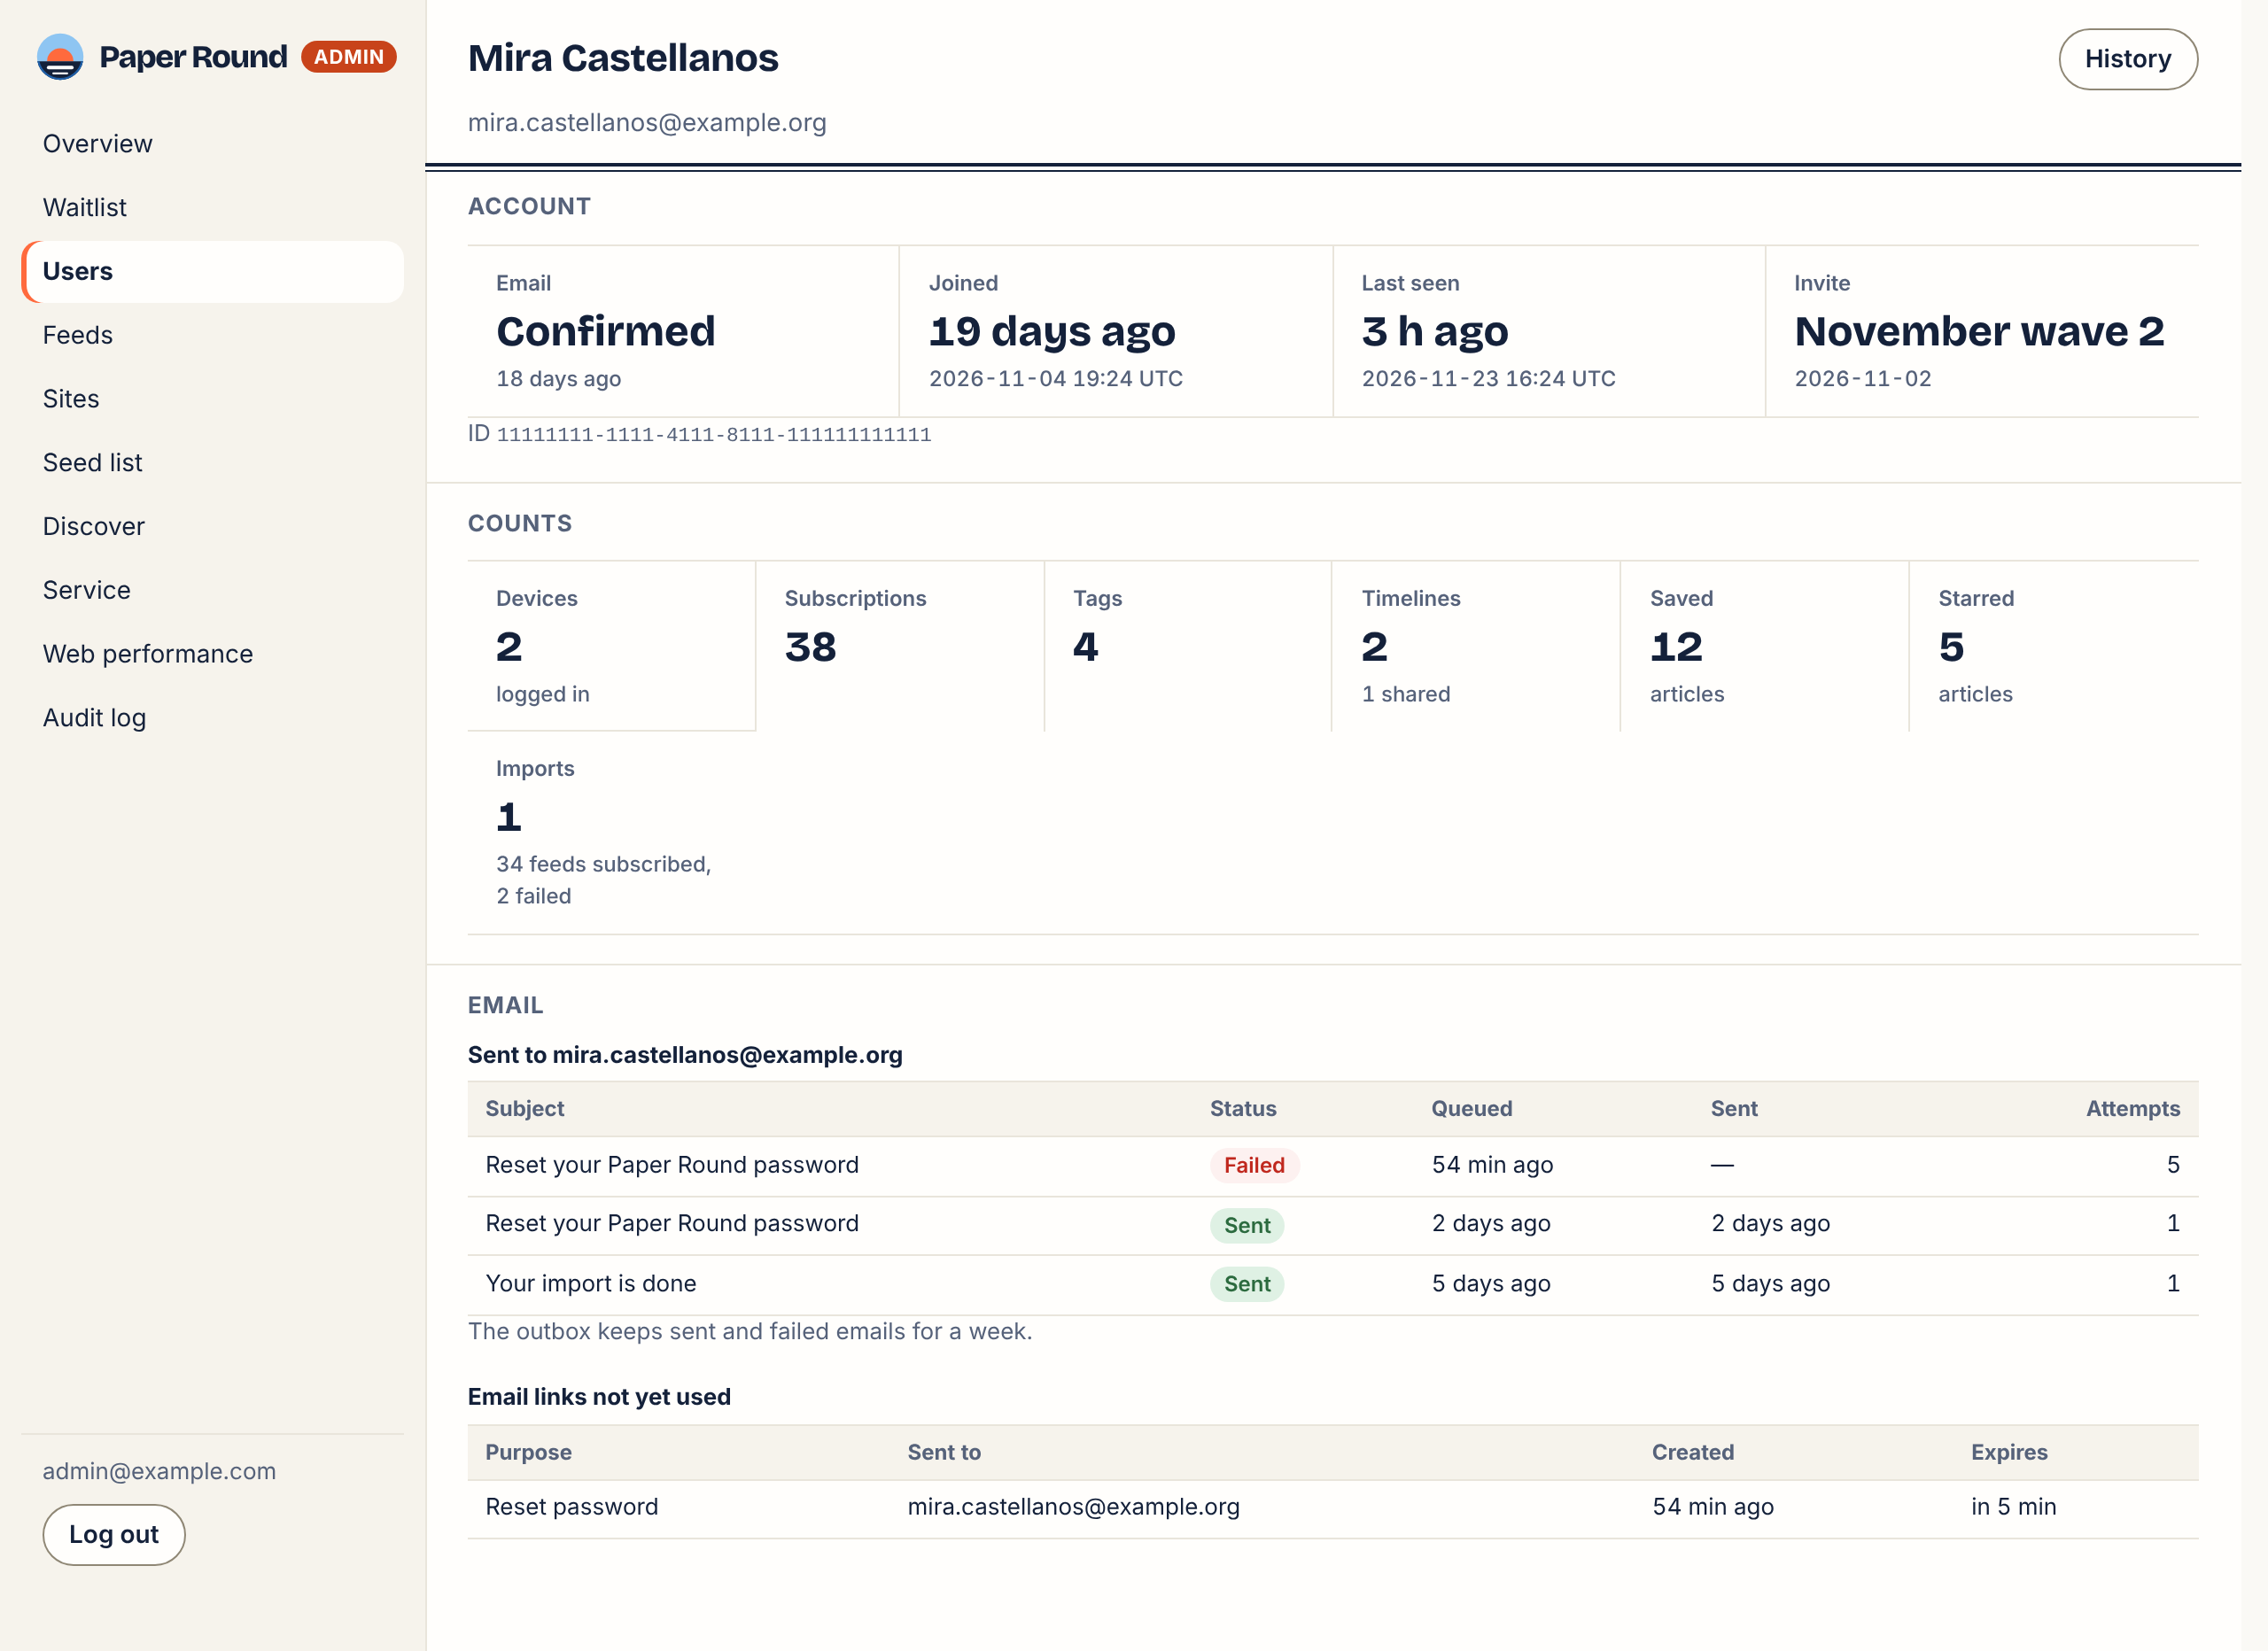 Paper Round ADMIN
Overview
Waitlist
Users
Feeds
Sites
Seed list
Discover
Service
Web performance
Audit log
admin@example.com
Log out
Mira Castellanos
History
mira.castellanos@example.org
ACCOUNT
Email Joined Last seen Invite
Confirmed 19 days ago 3 h ago November wave 2
18 days ago 2026-11-04 19:24 UTC 2026-11-23 16:24 UTC 2026-11-02
ID 11111111-1111-4111-8111-111111111111
COUNTS
Devices Subscriptions Tags Timelines Saved Starred
2 38 4 2 12 5
logged in 1 shared articles articles
Imports
1
34 feeds subscribed,
2 failed
EMAIL
Sent to mira.castellanos@example.org
Subject Status Queued Sent Attempts
Reset your Paper Round password Failed 54 min ago — 5
Reset your Paper Round password Sent 2 days ago 2 days ago 1
Your import is done Sent 5 days ago 5 days ago 1
The outbox keeps sent and failed emails for a week.
Email links not yet used
Purpose Sent to Created Expires
Reset password mira.castellanos@example.org 54 min ago in 5 min